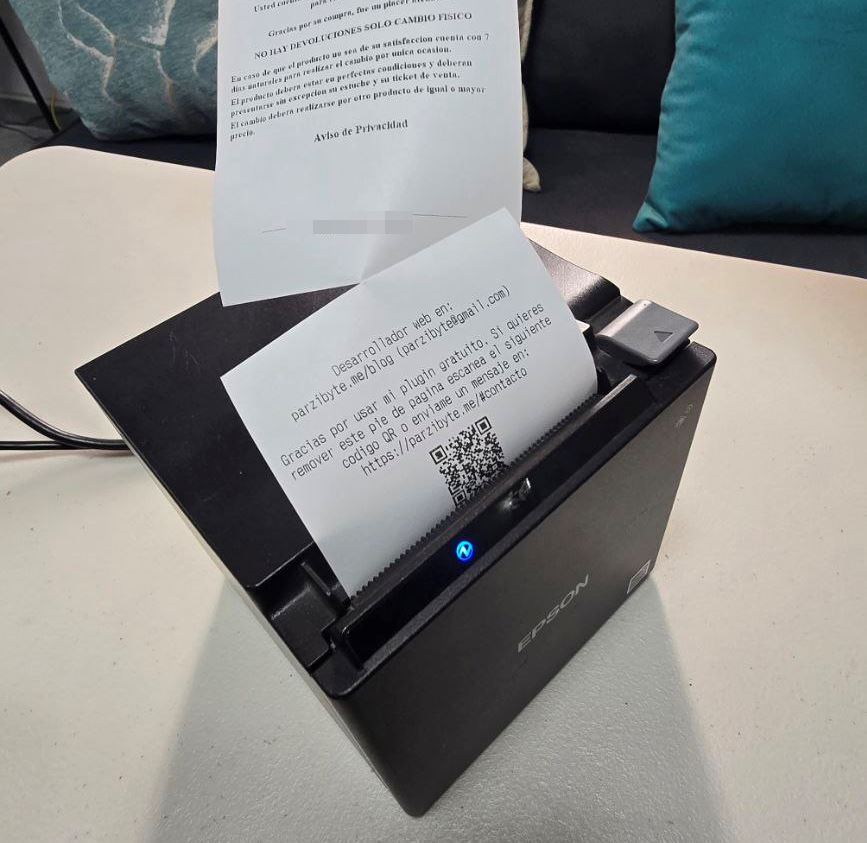 Usted cuenta
para
Gracias por su compra, fue un placer
NO HAY DEVOLUCIONES SOLO CAMBIO FISICO
En caso de que el producto no sea de su satisfaccion cuenta con 7
dias naturales para realizar el cambio por unica ocasion.
El producto debera estar en perfectas condiciones y deberan
presentarse sin excepcion su estuche y su ticket de venta.
El cambio debera realizarse por otro producto de igual o mayor
precio.
Aviso de Privacidad
Desarrollador web en:
parzibyte.me/blog (parzibyte@gmail.com)
Gracias por usar mi plugin gratuito. Si quieres
remover este pie de pagina escanea el siguiente
codigo QR o enviame un mensaje en:
https://parzibyte.me/#contacto
EPSON